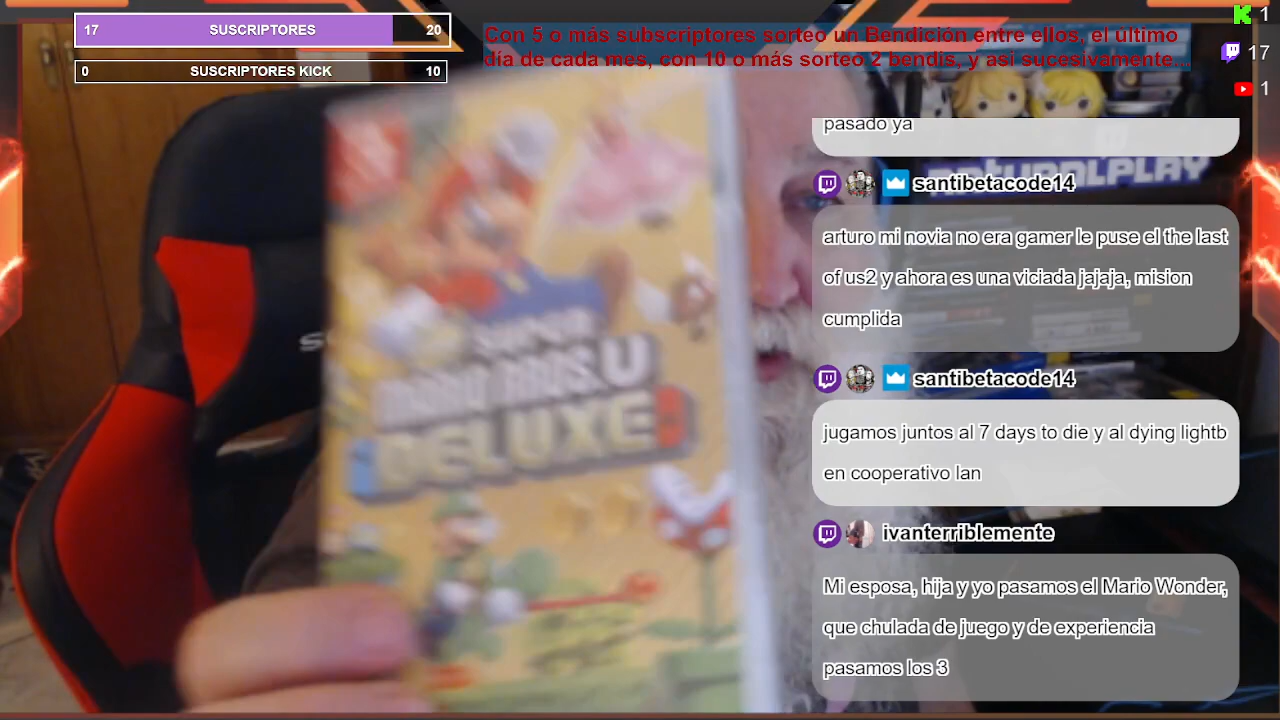 17 SUSCRIPTORES 20
0 SUSCRIPTORES KICK 10
Con 5 o más subscriptores sorteo un Bendición entre ellos, el último
día de cada mes, con 10 o más sorteo 2 bendis, y asi sucesivamente...
1
17
1
pasado ya
santibetacode14
arturo mi novia no era gamer le puse el the last
of us2 y ahora es una viciada jajaja, mision
cumplida
santibetacode14
jugamos juntos al 7 days to die y al dying lightb
en cooperativo lan
ivanterriblemente
Mi esposa, hija y yo pasamos el Mario Wonder,
que chulada de juego y de experiencia
pasamos los 3
SUPER
MARIO BROS. U
DELUXE